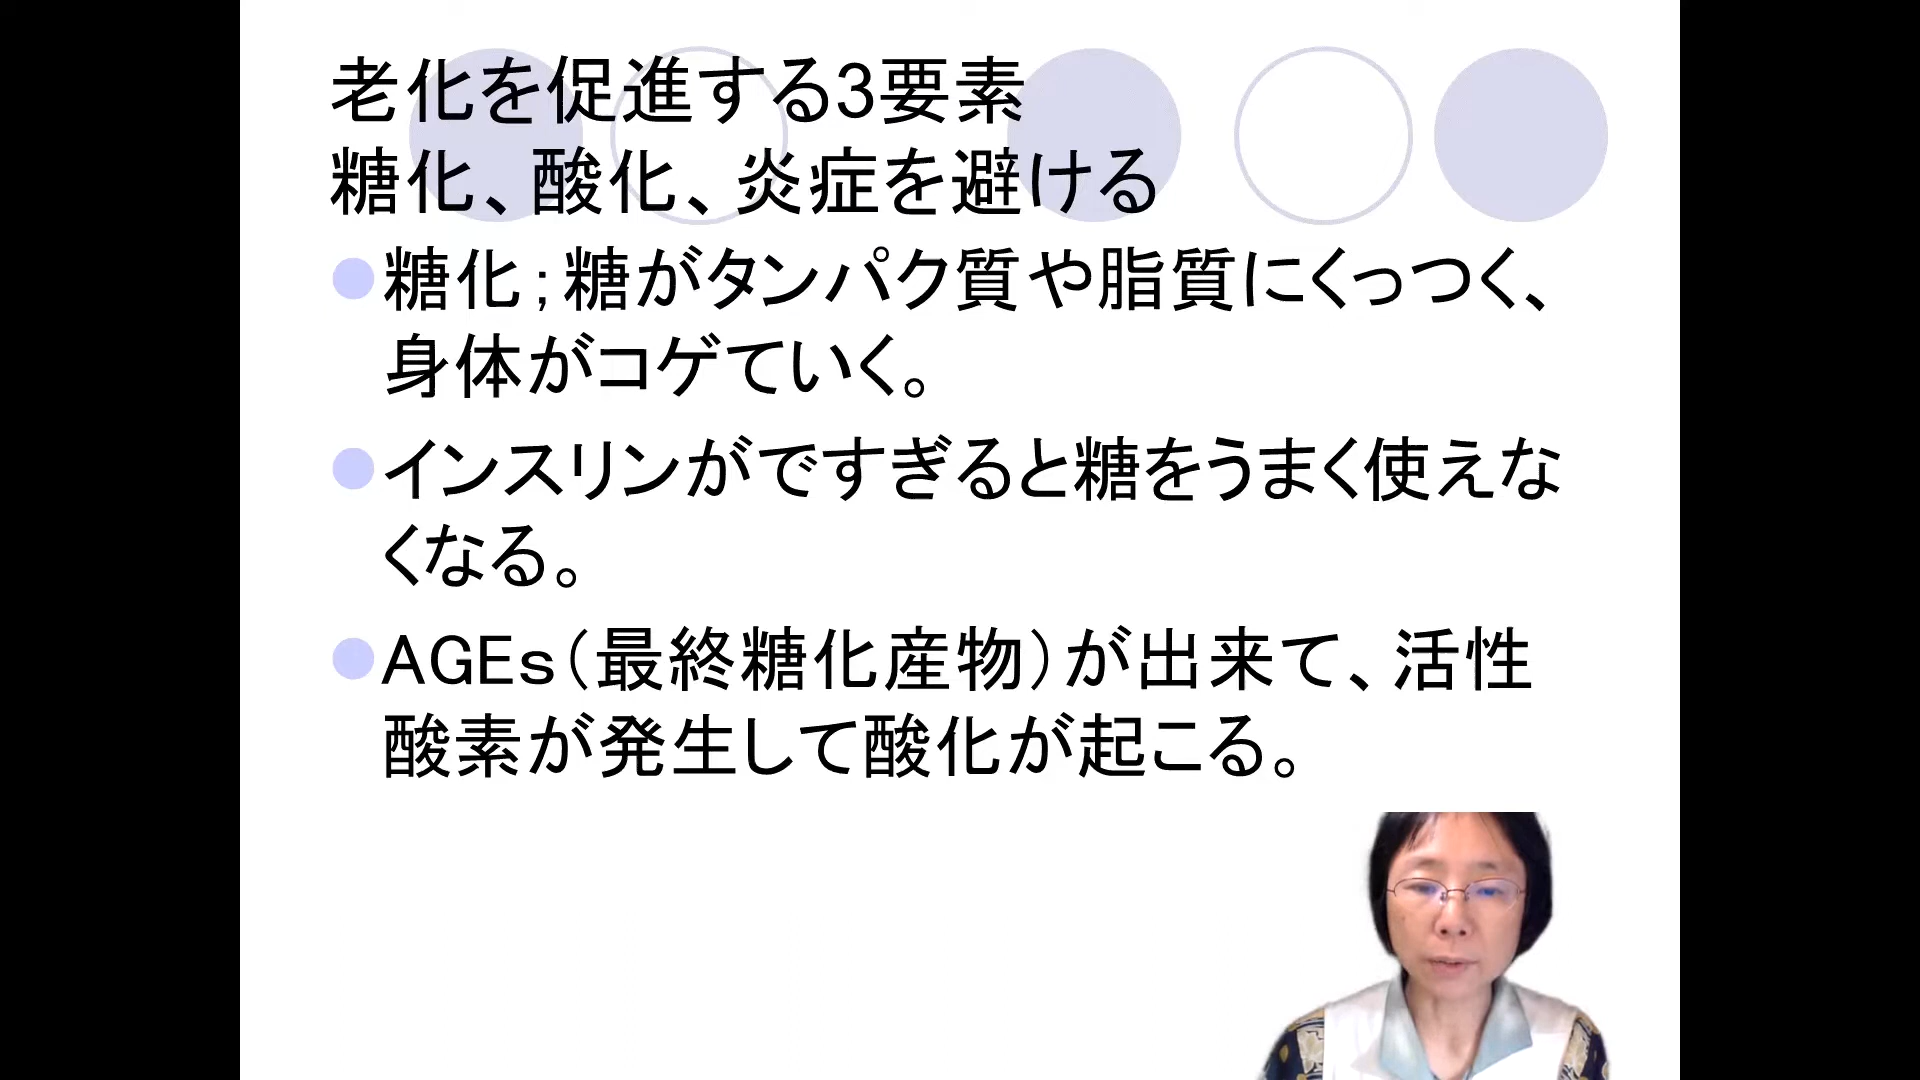 老化を促進する3要素
糖化、酸化、炎症を避ける
糖化；糖がタンパク質や脂質にくっつく、
身体がコゲていく。
インスリンがですぎると糖をうまく使えな
くなる。
AGEs（最終糖化産物）が出来て、活性
酸素が発生して酸化が起こる。